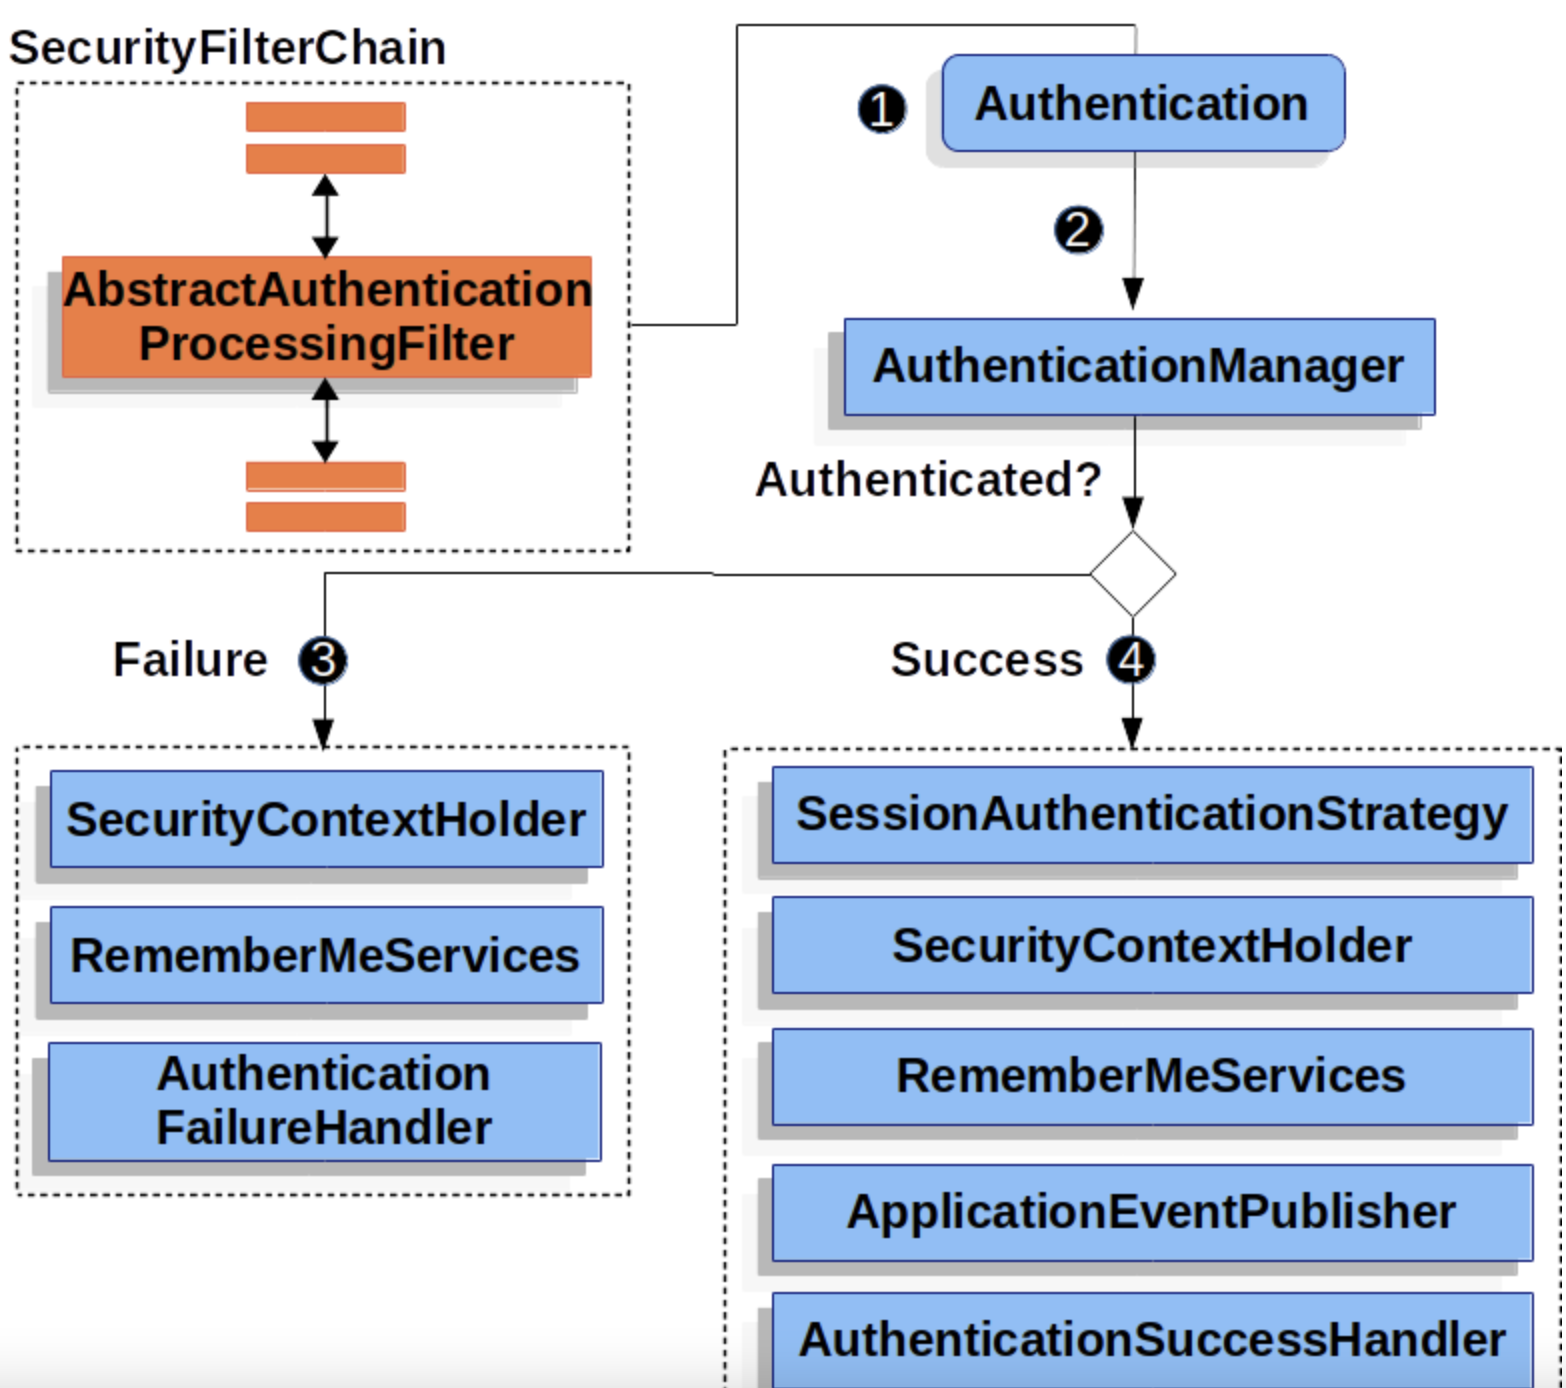 SecurityFilterChain
1
Authentication
2
AbstractAuthentication
ProcessingFilter
AuthenticationManager
Authenticated?
Failure
3
Success
4
SecurityContextHolder
RememberMeServices
Authentication
FailureHandler
SessionAuthenticationStrategy
SecurityContextHolder
RememberMeServices
ApplicationEventPublisher
AuthenticationSuccessHandler